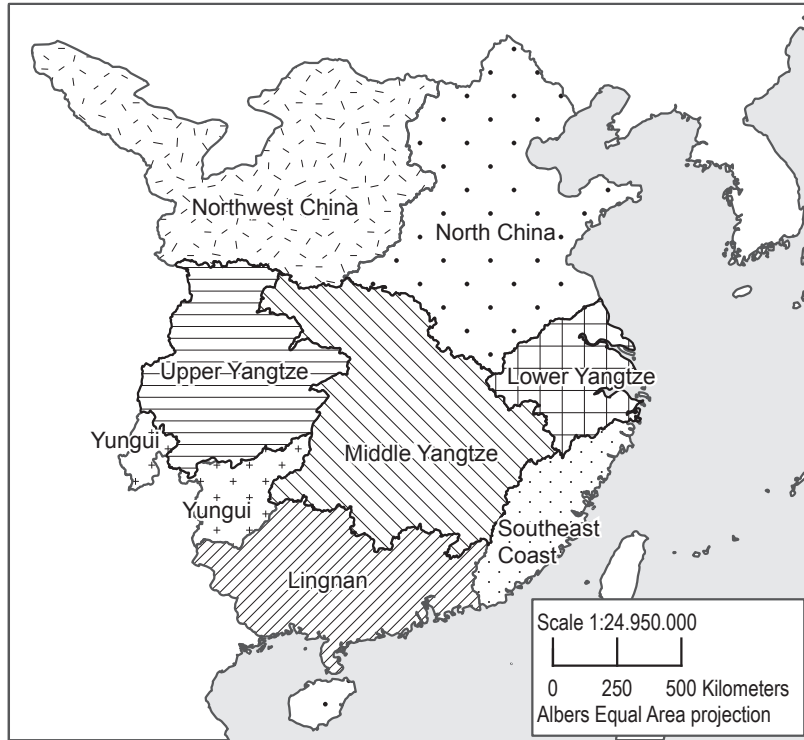 Northwest China
North China
Upper Yangtze
Lower Yangtze
Yungui
Middle Yangtze
Yungui
Southeast
Coast
Lingnan
Scale 1:24.950.000
0 250 500 Kilometers
Albers Equal Area projection